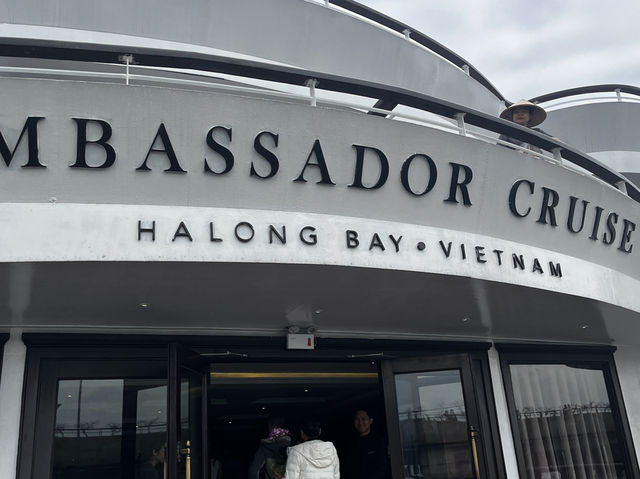 MBASSADOR CRUISE
HALONG BAY • VIETNAM